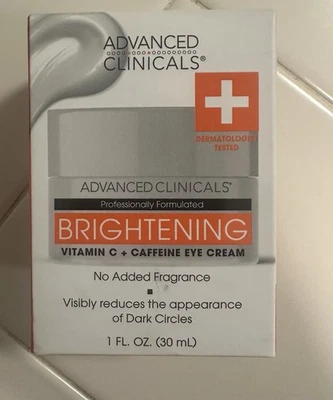 ADVANCED
CLINICALS®
DERMATOLOGIST
TESTED
ADVANCED CLINICALS®
Professionally Formulated
BRIGHTENING
VITAMIN C + CAFFEINE EYE CREAM
No Added Fragrance
Visibly reduces the appearance
of Dark Circles
1 FL. OZ. (30 mL)